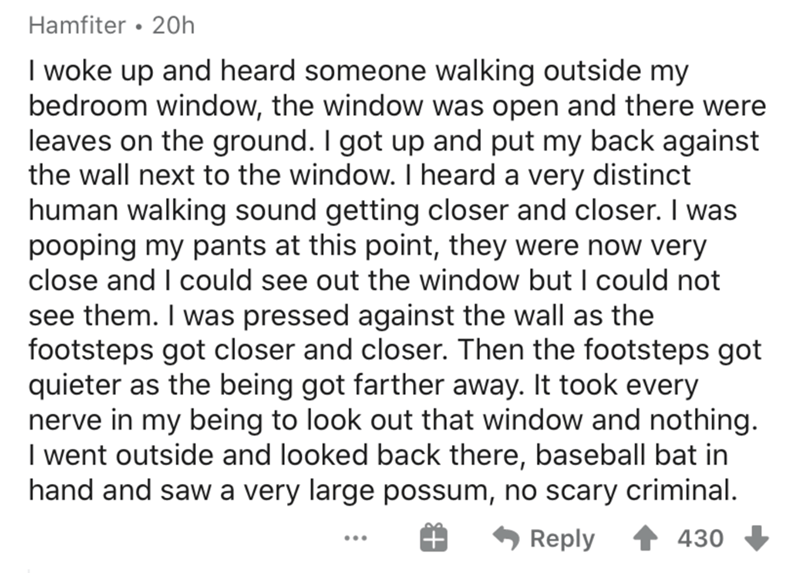 Hamfiter • 20h
I woke up and heard someone walking outside my
bedroom window, the window was open and there were
leaves on the ground. I got up and put my back against
the wall next to the window. I heard a very distinct
human walking sound getting closer and closer. I was
pooping my pants at this point, they were now very
close and I could see out the window but I could not
see them. I was pressed against the wall as the
footsteps got closer and closer. Then the footsteps got
quieter as the being got farther away. It took every
nerve in my being to look out that window and nothing.
I went outside and looked back there, baseball bat in
hand and saw a very large possum, no scary criminal.
... Reply 430